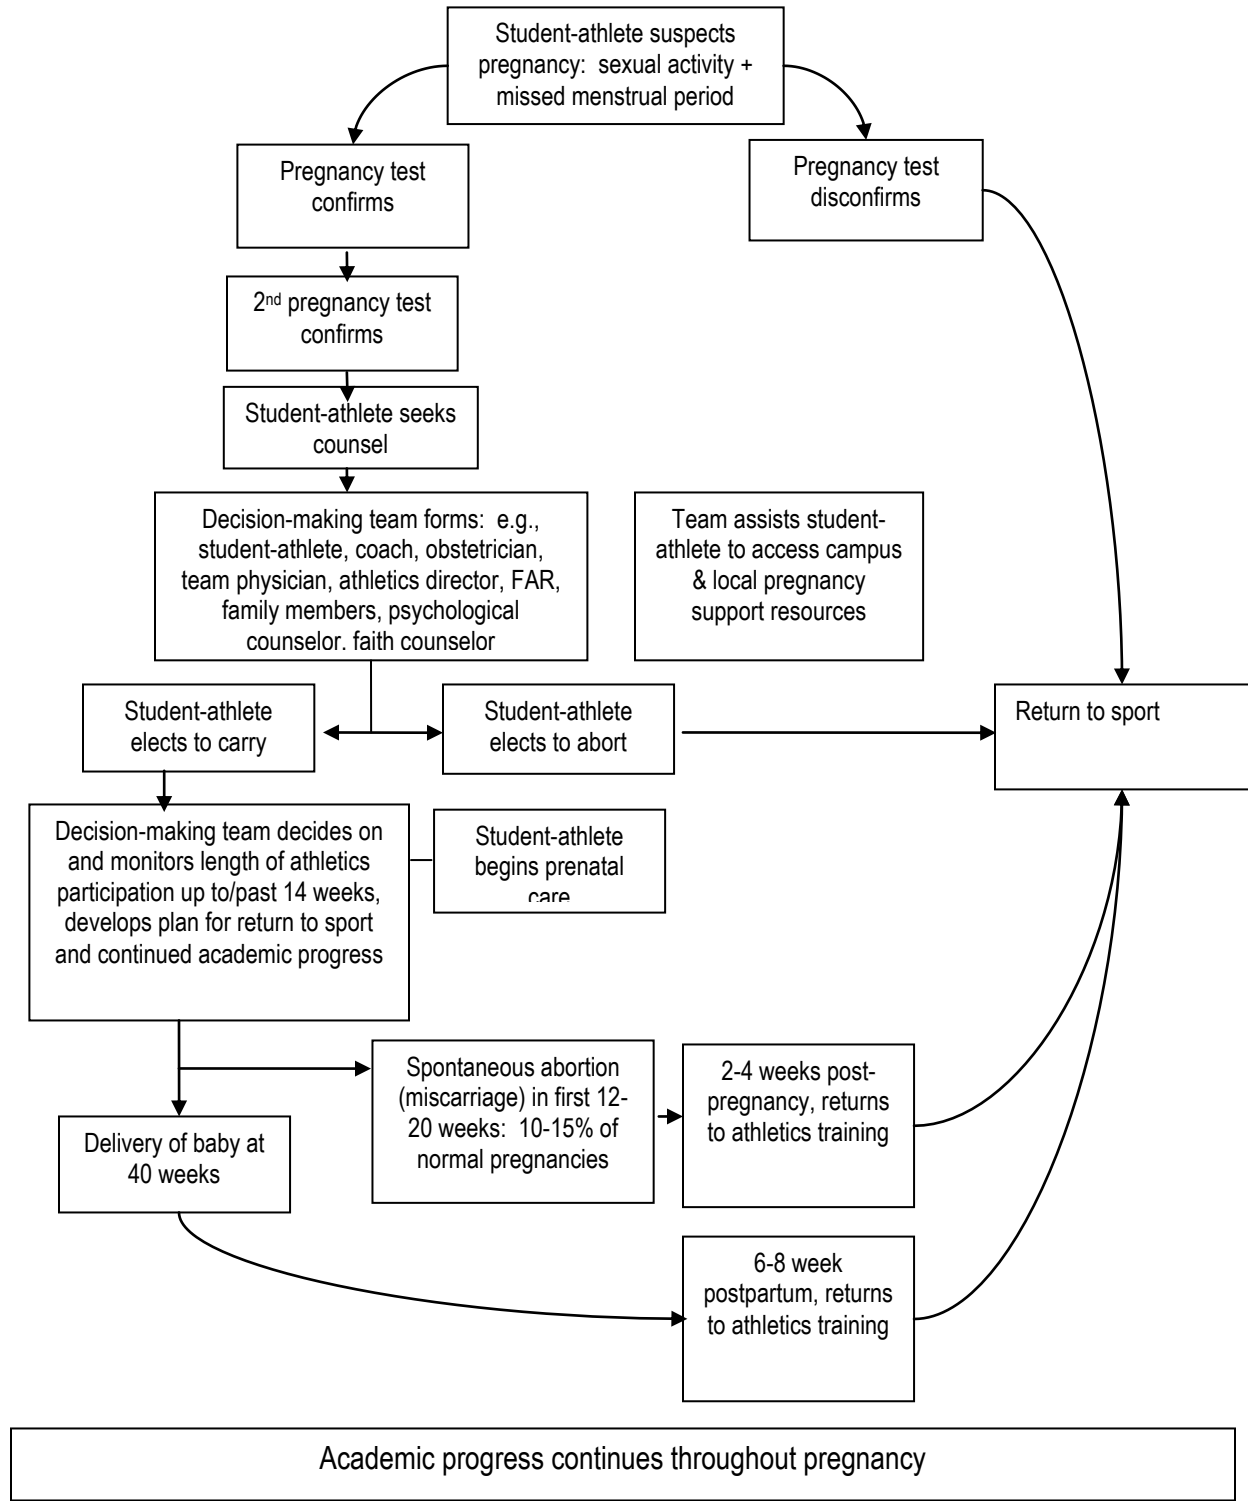 Student-athlete suspects
pregnancy:  sexual activity +
missed menstrual period
Pregnancy test
confirms
Pregnancy test
disconfirms
2nd pregnancy test
confirms
Student-athlete seeks
counsel
Decision-making team forms:  e.g.,
student-athlete, coach, obstetrician,
team physician, athletics director, FAR,
family members, psychological
counselor. faith counselor
Team assists student-
athlete to access campus
& local pregnancy
support resources
Student-athlete
elects to carry
Student-athlete
elects to abort
Return to sport
Decision-making team decides on
and monitors length of athletics
participation up to/past 14 weeks,
develops plan for return to sport
and continued academic progress
Student-athlete
begins prenatal
care
Spontaneous abortion
(miscarriage) in first 12-
20 weeks:  10-15% of
normal pregnancies
2-4 weeks post-
pregnancy, returns
to athletics training
Delivery of baby at
40 weeks
6-8 week
postpartum, returns
to athletics training
Academic progress continues throughout pregnancy